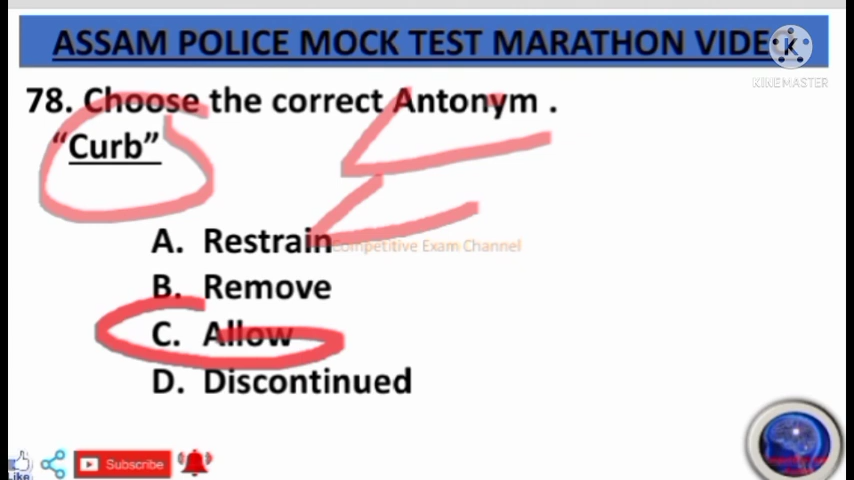 ASSAM POLICE MOCK TEST MARATHON VIDE
KINEMASTER
78. Choose the correct Antonym .
“Curb”
A. Restrain
Competitive Exam Channel
B. Remove
C. Allow
D. Discontinued
Like
Subscribe